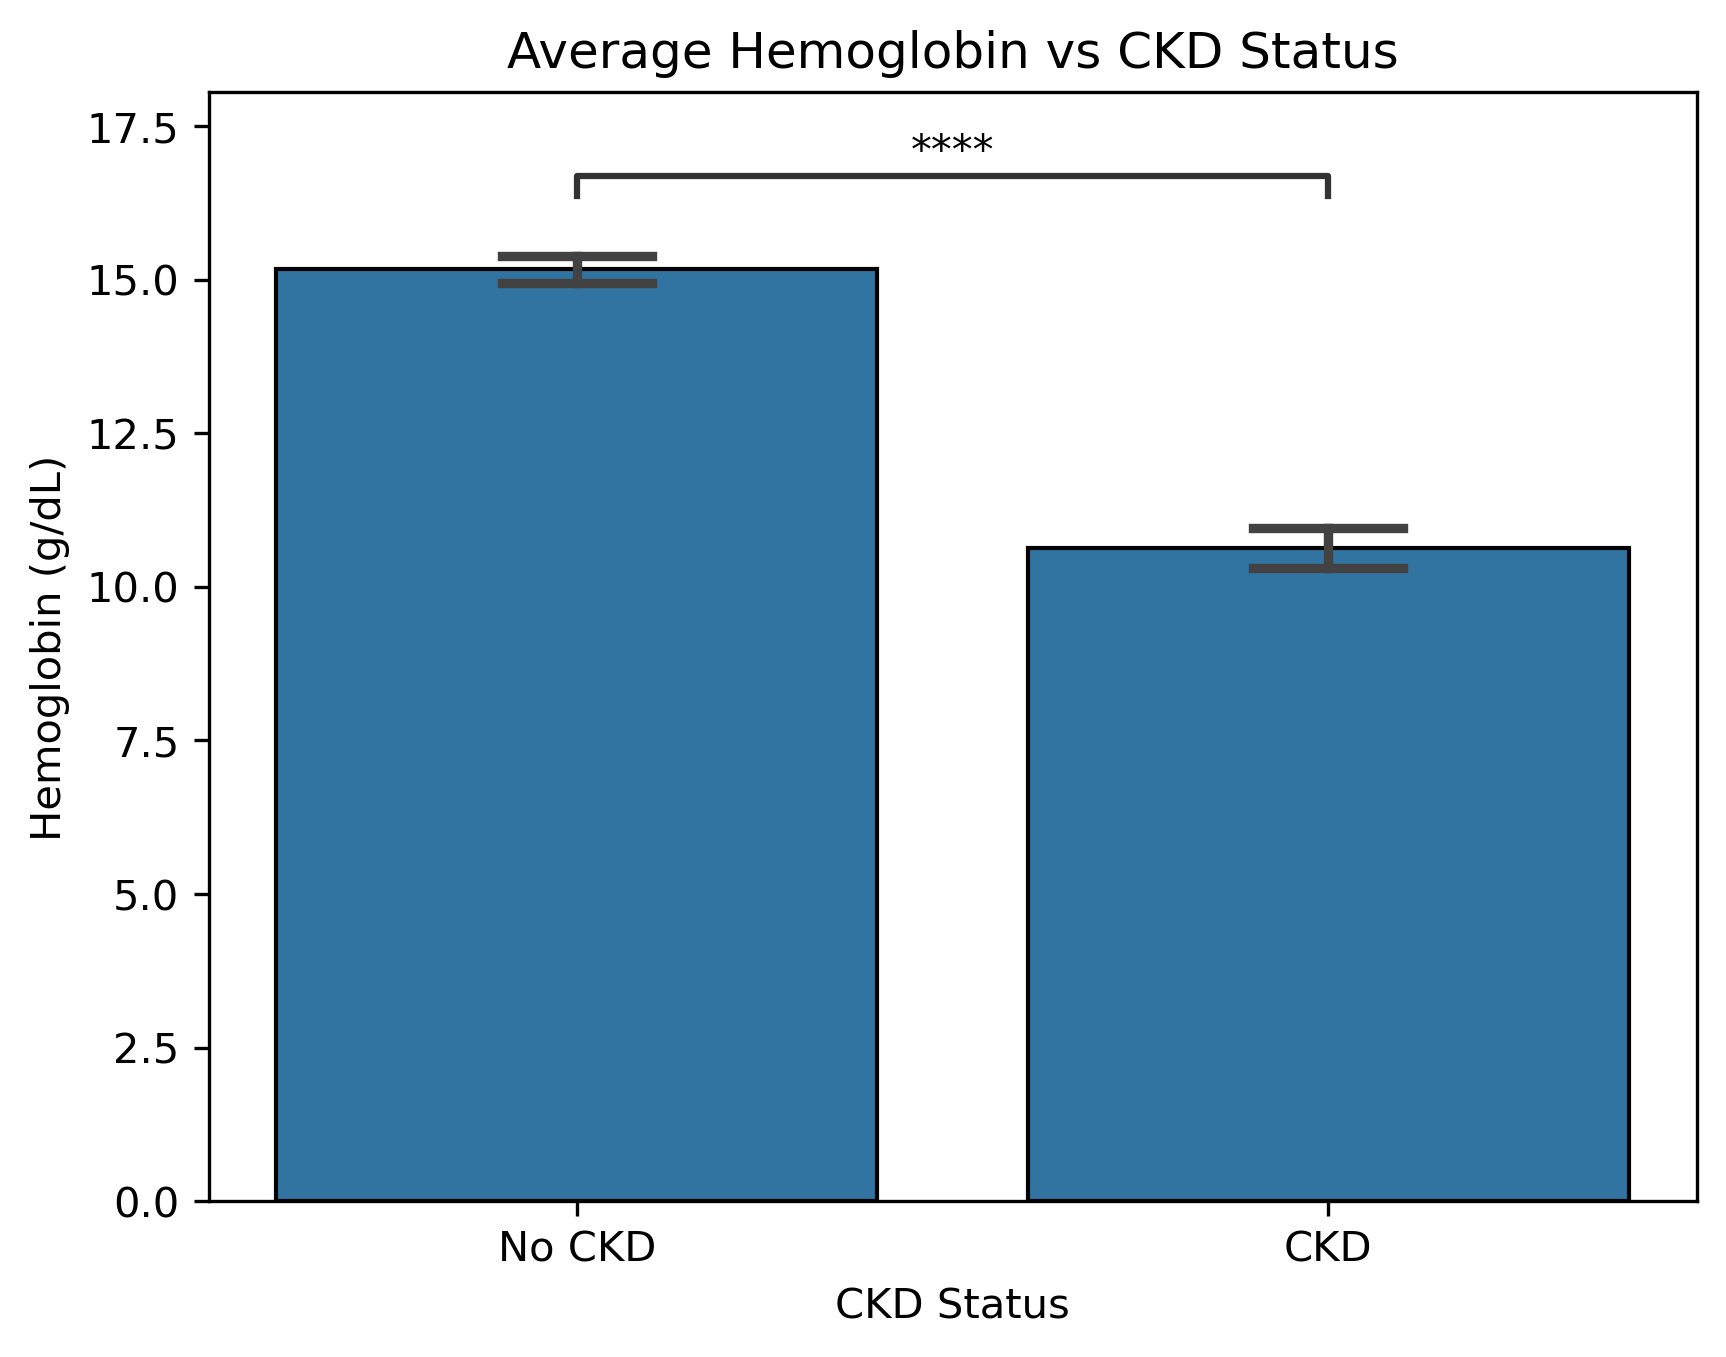 Average Hemoglobin vs CKD Status
****
17.5
15.0
12.5
10.0
7.5
5.0
2.5
0.0
Hemoglobin (g/dL)
No CKD
CKD
CKD Status